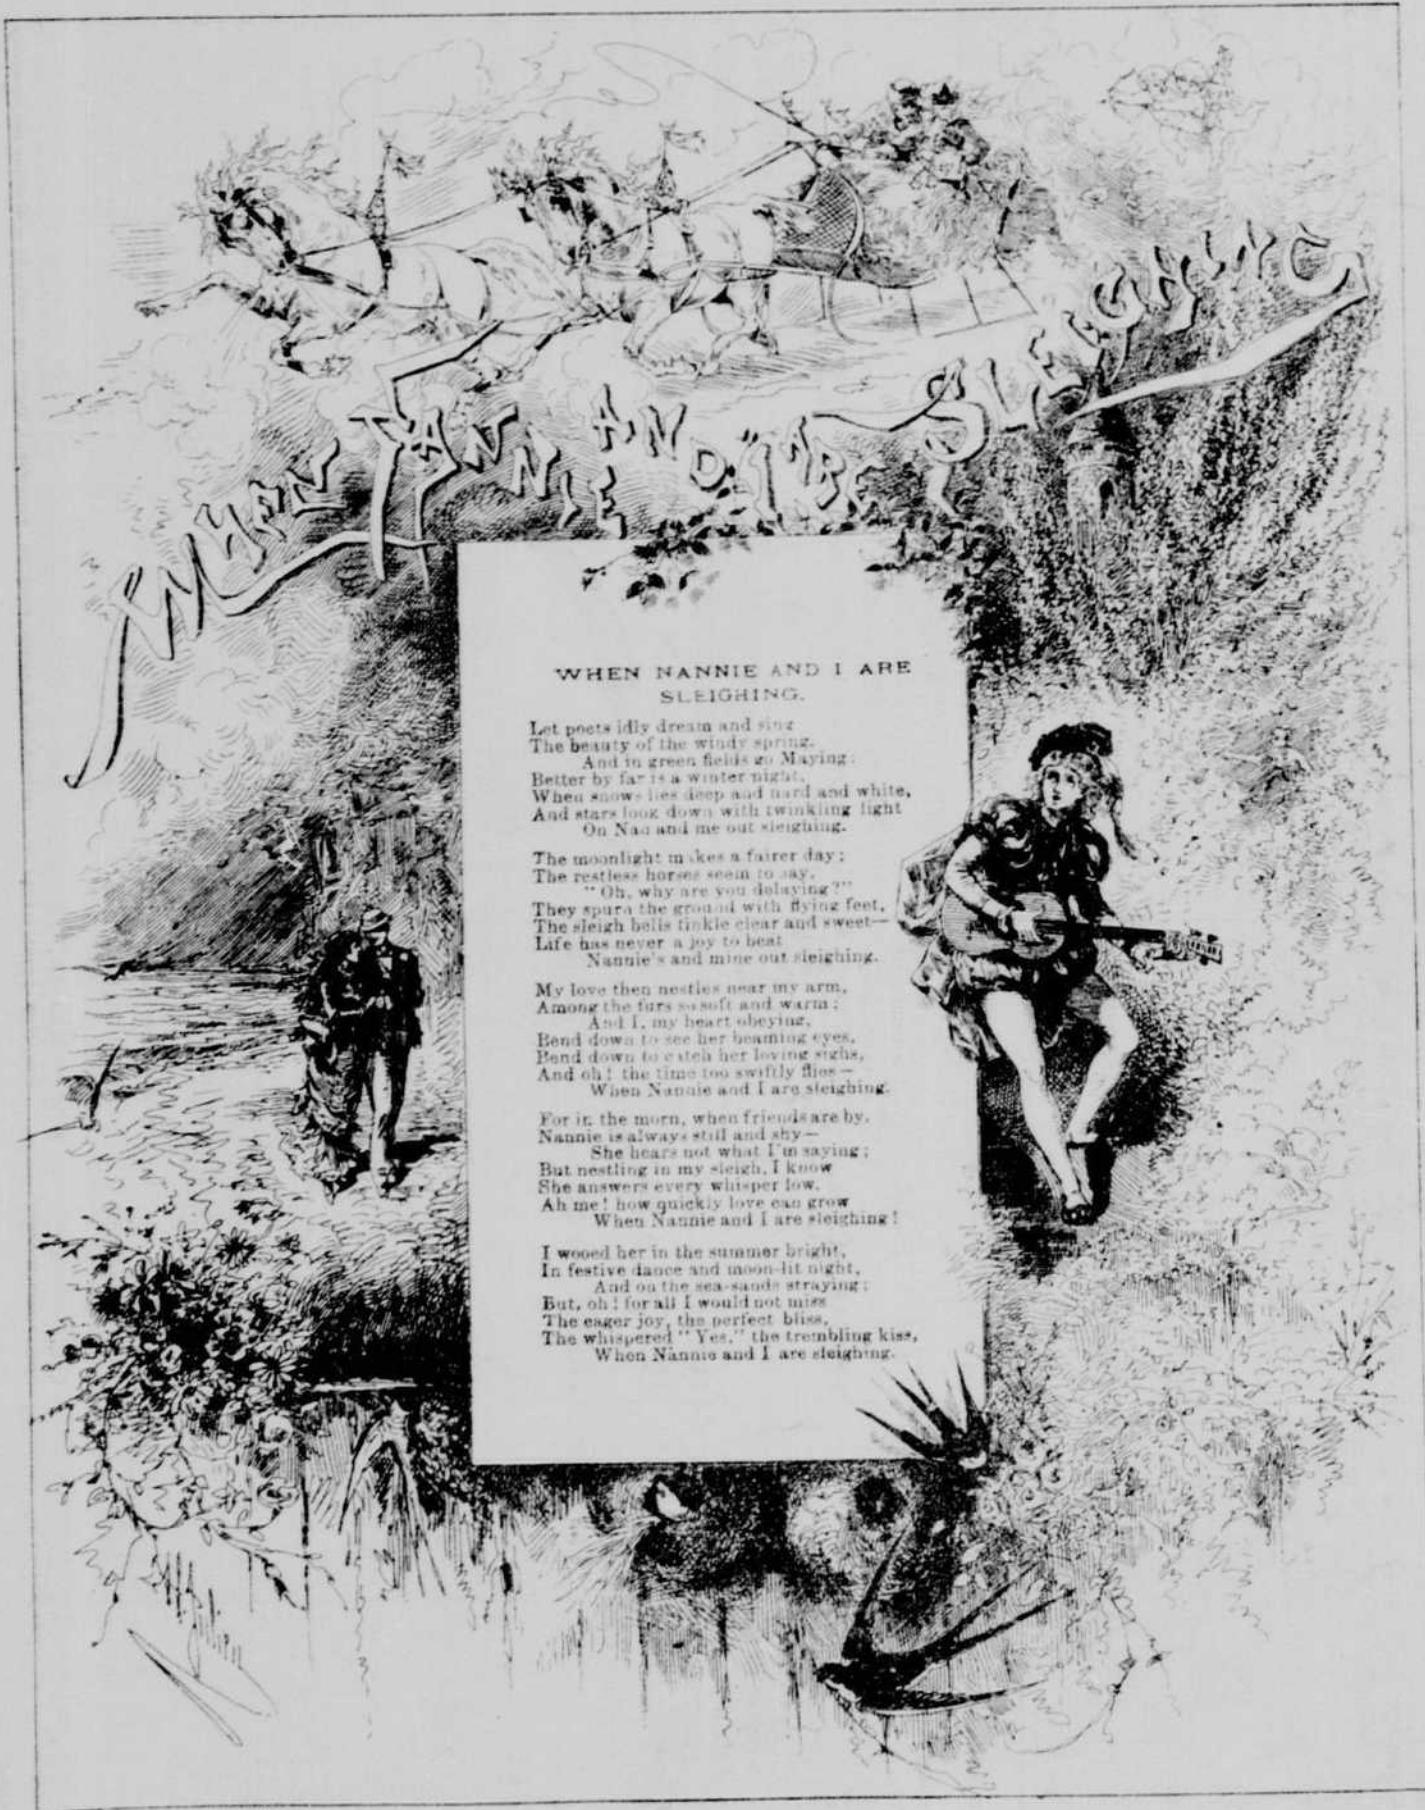 WHEN NANNIE AND I ARE SLEIGHING
WHEN NANNIE AND I ARE
SLEIGHING.
Let poets idly dream and sing
The beauty of the windy spring,
And in green fields go Maying;
Better by far is a winter night,
When snows lies deep and hard and white,
And stars look down with twinkling light
On Nan and me out sleighing.
The moonlight makes a fairer day;
The restless horses seem to say,
"Oh, why are you delaying?"
They spurn the ground with flying feet,
The sleigh bells tinkle clear and sweet—
Life has never a joy to beat
Nannie's and mine out sleighing.
My love then nestles near my arm,
Among the furs so soft and warm;
And I, my heart obeying,
Bend down to see her beaming eyes,
Bend down to catch her loving sighs,
And oh! the time too swiftly flies—
When Nannie and I are sleighing.
For in the morn, when friends are by,
Nannie is always still and shy—
She hears not what I'm saying;
But nestling in my sleigh, I know
She answers every whisper low.
Ah me! how quickly love can grow
When Nannie and I are sleighing!
I wooed her in the summer bright,
In festive dance and moon-lit night,
And on the sea-sands straying;
But, oh! for all I would not miss
The eager joy, the perfect bliss,
The whispered "Yes," the trembling kiss,
When Nannie and I are sleighing.